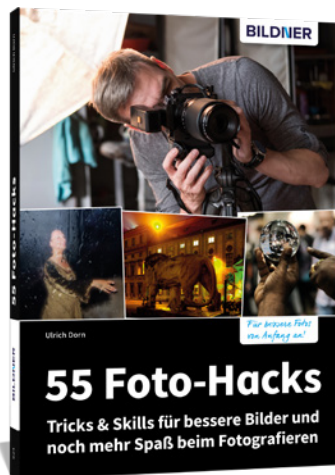 BILDNER
Ulrich Dorn
Für bessere Fotos
von Anfang an!
55 Foto-Hacks
Tricks & Skills für bessere Bilder und
noch mehr Spaß beim Fotografieren
55 Foto-Hacks
BILDNER